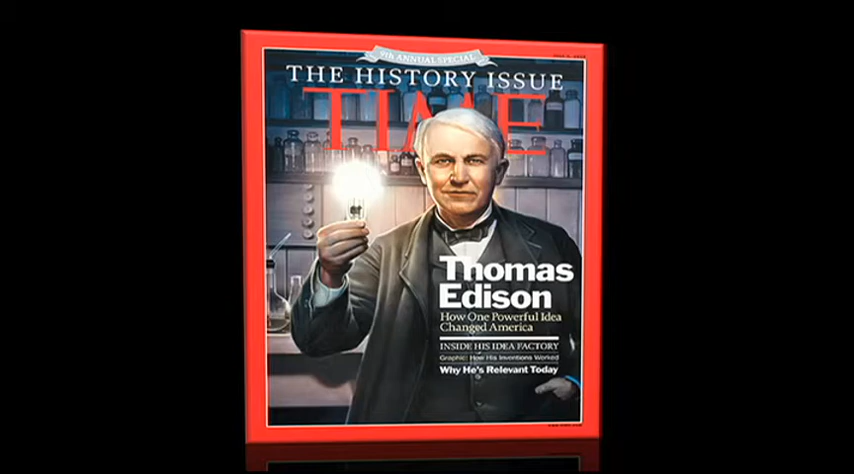 9th ANNUAL SPECIAL
THE HISTORY ISSUE
TIME
Thomas
Edison
How One Powerful Idea
Changed America
INSIDE HIS IDEA FACTORY
Graphic: How His Inventions Worked
Why He's Relevant Today